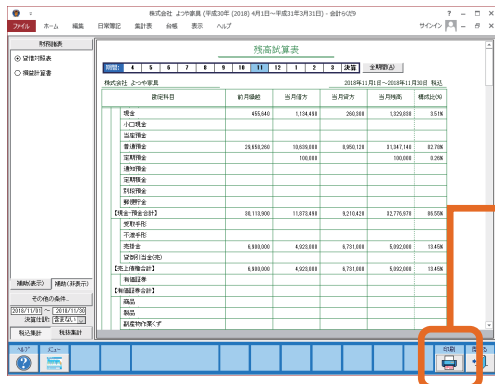 株式会社 よつや家具 (平成30年 (2018) 4月1日～平成31年3月31日) - 会計らくだ9
ファイル ホーム 編集 日常帳記 集計表 台帳 表示 ヘルプ サインイン
財務諸表
貸借対照表
損益計算書
残高試算表
期間: 4 5 6 7 8 9 10 11 12 1 2 3 決算 全期間(A)
株式会社 よつや家具 2018年11月1日～2018年11月30日 税込
勘定科目 前月繰越 当月借方 当月貸方 当月残高 構成比(%)
現金 455,640 1,134,498 260,308 1,329,830 3.51%
小口現金
当座預金
普通預金 29,658,260 10,639,000 8,950,120 31,347,140 82.78%
定期預金 100,000 100,000 0.26%
通知預金
定期積金
別段預金
郵便貯金
【現金・預金合計】 30,113,900 11,873,498 9,210,428 32,776,970 86.55%
受取手形
不渡手形
売掛金 6,900,000 4,923,000 6,731,000 5,092,000 13.45%
貸倒引当金(売)
【売上債権合計】 6,900,000 4,923,000 6,731,000 5,092,000 13.45%
有価証券
【有価証券合計】
商品
製品
副産物作業くず
補助(表示) 補助(非表示)
その他の条件...
2018/11/01 ～ 2018/11/30
決算仕訳: 含まない
税込集計 税抜集計
ヘルプ メニュー 印刷